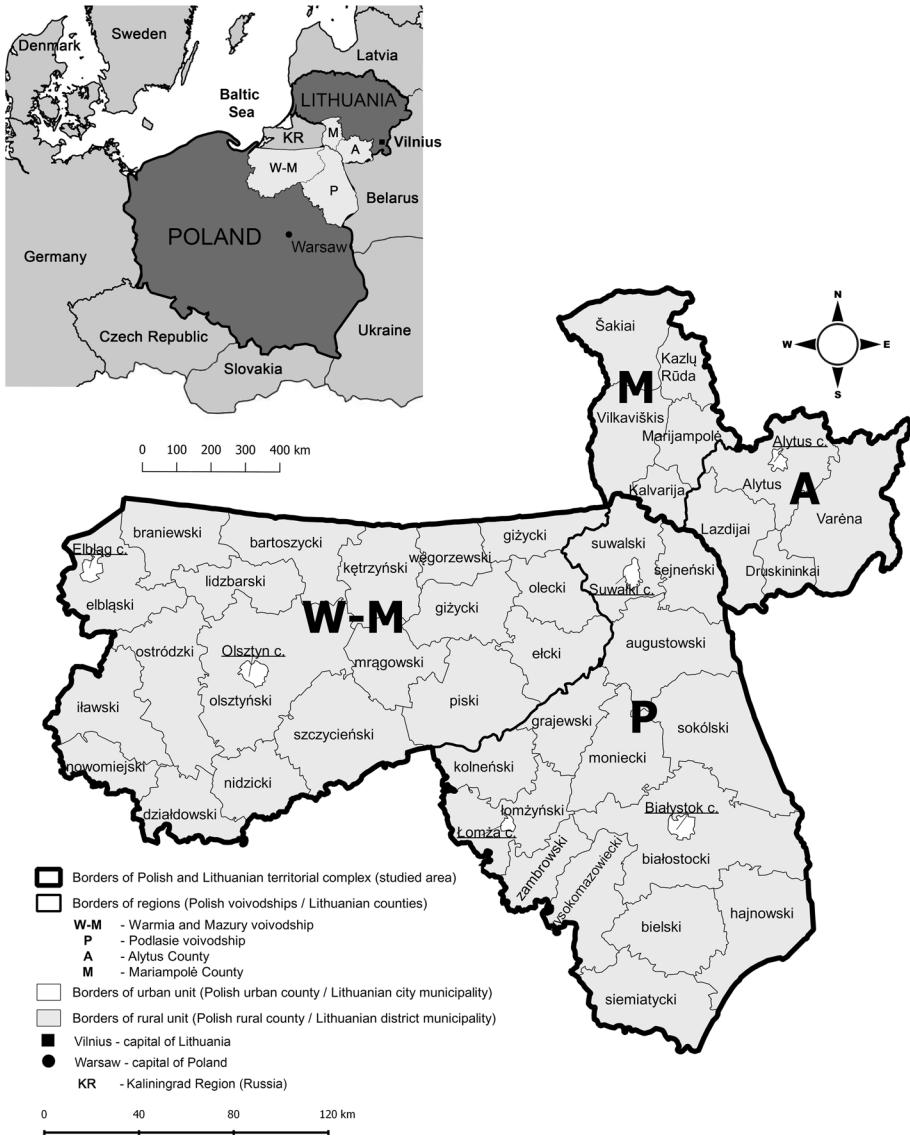 Denmark
Sweden
Latvia
Baltic
Sea
LITHUANIA
KR
M
Vilnius
A
W-M
P
Belarus
POLAND
Warsaw
Germany
Czech Republic
Ukraine
Slovakia
0 100 200 300 400 km
N
W
E
S
Šakiai
Kazlų
Rūda
M
Vilkaviškis
Marijampolė
Kalvarija
Alytus c.
Alytus
A
Varėna
Lazdijai
Druskininkai
braniewski
bartoszycki
giżycki
Elbląg c.
węgorzewski
kętrzyński
lidzbarski
olecki
elbląski
giżycki
W-M
ostródzki
Olsztyn c.
mrągowski
ełcki
olsztyński
piski
iławski
szczycieński
nowomiejski
nidzicki
działdowski
suwalski
sejneński
Suwałki c.
augustowski
P
grajewski
sokólski
moniecki
kolneński
łomżyński
Łomża c.
Białystok c.
zambrowski
wysokomazowiecki
białostocki
hajnowski
bielski
siemiatycki
Borders of Polish and Lithuanian territorial complex (studied area)
Borders of regions (Polish voivodships / Lithuanian counties)
W-M - Warmia and Mazury voivodship
P - Podlasie voivodship
A - Alytus County
M - Mariampolė County
Borders of urban unit (Polish urban county / Lithuanian city municipality)
Borders of rural unit (Polish rural county / Lithuanian district municipality)
Vilnius - capital of Lithuania
Warsaw - capital of Poland
KR - Kaliningrad Region (Russia)
0 40 80 120 km